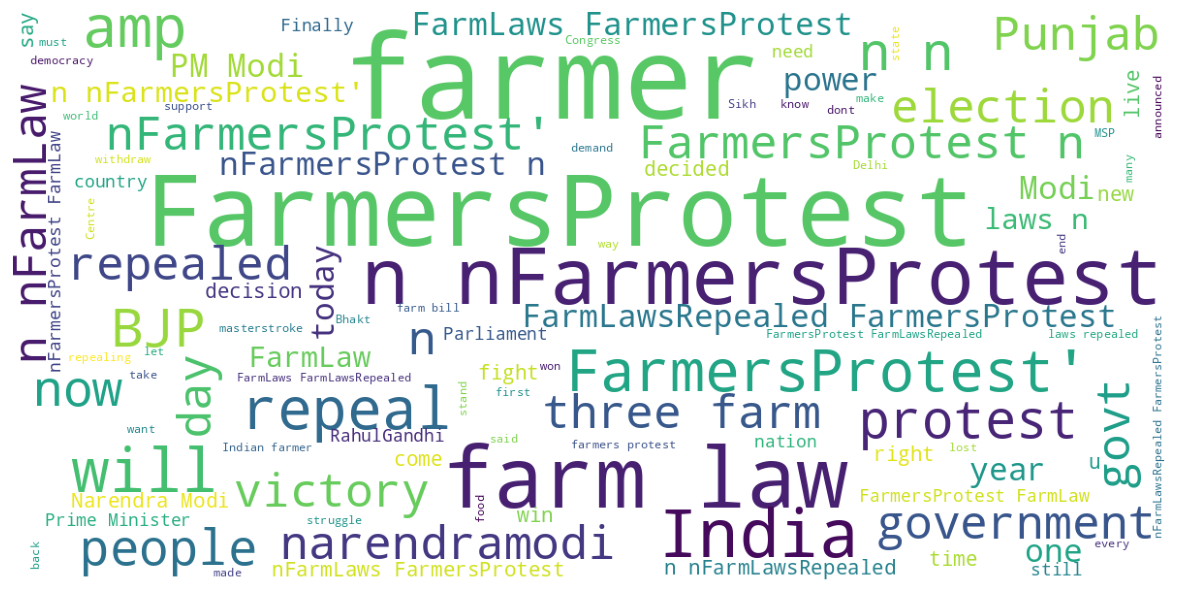 say
must
democracy
amp
Finally
FarmLaws FarmersProtest
Congress
need
n n
state
Punjab
PM Modi
farmer
power
election
live
announced
n nFarmersProtest'
support
Sikh
know
dont
make
world
nFarmersProtest'
FarmersProtest n
MSP
withdraw
nFarmersProtest n
demand
decided
Delhi
many
country
Modi
new
n nFarmLaw
nFarmersProtest FarmLaw
Centre
FarmersProtest
laws n
way
end
repealed
today
n nFarmersProtest
decision
farm bill
BJP
masterstroke
Bhakt
n
Parliament
FarmLawsRepealed FarmersProtest
FarmersProtest FarmLawsRepealed
laws repealed
repealing
let
day
FarmLaw
fight
won
FarmersProtest'
now
take
FarmLaws FarmLawsRepealed
first
stand
govt
nFarmLawsRepealed FarmersProtest
repeal
three farm
protest
want
RahulGandhi
said
Indian farmer
farmers protest
nation
right
lost
will
come
farm law
year
u
Narendra Modi
victory
food
win
FarmersProtest FarmLaw
Prime Minister
struggle
India
government
back
people
narendramodi
one
every
made
nFarmLaws FarmersProtest
n nFarmLawsRepealed
time
still